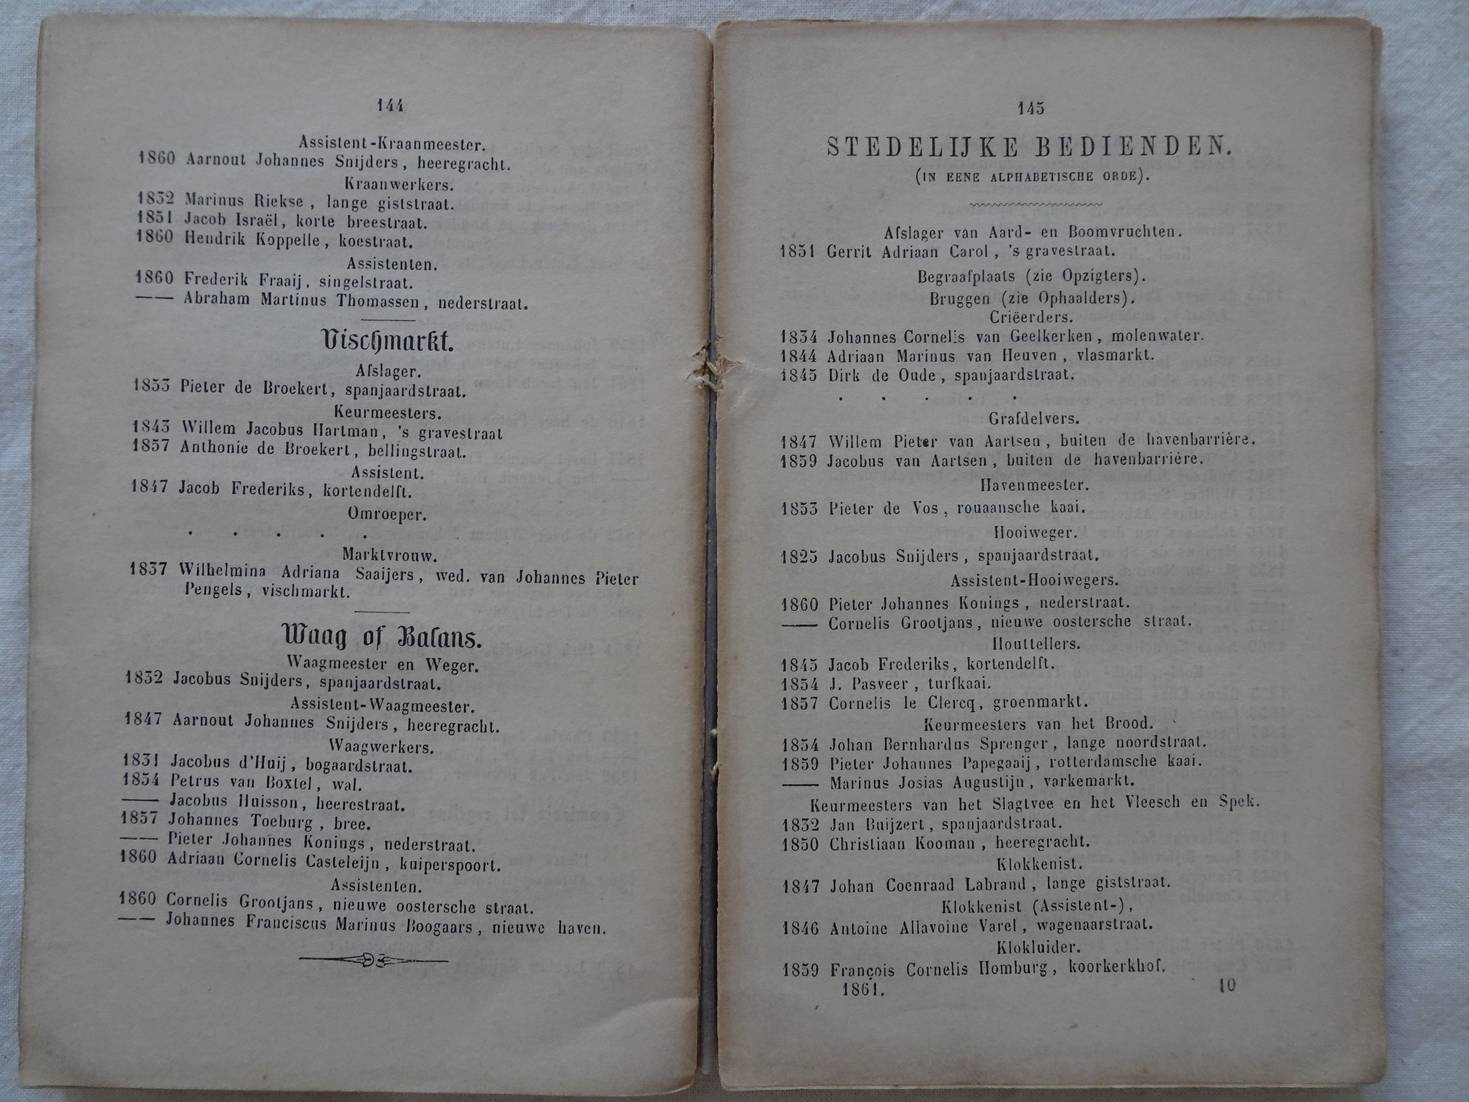 144
Assistent-Kraanmeester.
1860 Aarnout Johannes Snijders, heeregracht.
Kraanwerkers.
1832 Marinus Riekse, lange giststraat.
1851 Jacob Israël, korte breestraat.
1860 Hendrik Koppelle, koestraat.
Assistenten.
1860 Frederik Fraaij, singelstraat.
—— Abraham Martinus Thomassen, nederstraat.
Vischmarkt.
Afslager.
1853 Pieter de Broekert, spanjaardstraat.
Keurmeesters.
1843 Willem Jacobus Hartman, 's gravestraat
1857 Anthonie de Broekert, bellingstraat.
Assistent.
1847 Jacob Frederiks, kortendelft.
Omroeper.
. . . . .
Marktvrouw.
1837 Wilhelmina Adriana Saaijers, wed. van Johannes Pieter
Pengels, vischmarkt.
Waag of Balans.
Waagmeester en Weger.
1832 Jacobus Snijders, spanjaardstraat.
Assistent-Waagmeester.
1847 Aarnout Johannes Snijders, heeregracht.
Waagwerkers.
1831 Jacobus d'Huij, bogaardstraat.
1854 Petrus van Boxtel, wal.
—— Jacobus Huisson, heerestraat.
1857 Johannes Toeburg, bree.
—— Pieter Johannes Konings, nederstraat.
1860 Adriaan Cornelis Casteleijn, kuiperspoort.
Assistenten.
1860 Cornelis Grootjans, nieuwe oostersche straat.
—— Johannes Franciscus Marinus Boogaars, nieuwe haven.
145
STEDELIJKE BEDIENDEN.
(IN EENE ALPHABETISCHE ORDE).
Afslager van Aard- en Boomvruchten.
1851 Gerrit Adriaan Carol, 's gravestraat.
Begraafplaats (zie Opzigters).
Bruggen (zie Ophaalders).
Criëerders.
1834 Johannes Cornelis van Geelkerken, molenwater.
1844 Adriaan Marinus van Heuven, vlasmarkt.
1845 Dirk de Oude, spanjaardstraat.
. . . . .
Grafdelvers.
1847 Willem Pieter van Aartsen, buiten de havenbarrière.
1859 Jacobus van Aartsen, buiten de havenbarrière.
Havenmeester.
1853 Pieter de Vos, rouaansche kaai.
Hooiweger.
1825 Jacobus Snijders, spanjaardstraat.
Assistent-Hooiwegers.
1860 Pieter Johannes Konings, nederstraat.
—— Cornelis Grootjans, nieuwe oostersche straat.
Houttellers.
1845 Jacob Frederiks, kortendelft.
1854 J. Pasveer, turfkaai.
1857 Cornelis le Clercq, groenmarkt.
Keurmeesters van het Brood.
1854 Johan Bernhardus Sprenger, lange noordstraat.
1859 Pieter Johannes Papegaaij, rotterdamsche kaai.
—— Marinus Josias Augustijn, varkemarkt.
Keurmeesters van het Slagtvee en het Vleesch en Spek.
1832 Jan Buijzert, spanjaardstraat.
1850 Christiaan Kooman, heeregracht.
Klokkenist.
1847 Johan Coenraad Labrand, lange giststraat.
Klokkenist (Assistent-),
1846 Antoine Allavoine Varel, wagenaarstraat.
Klokluider.
1859 François Cornelis Homburg, koorkerkhof.
1861. 10